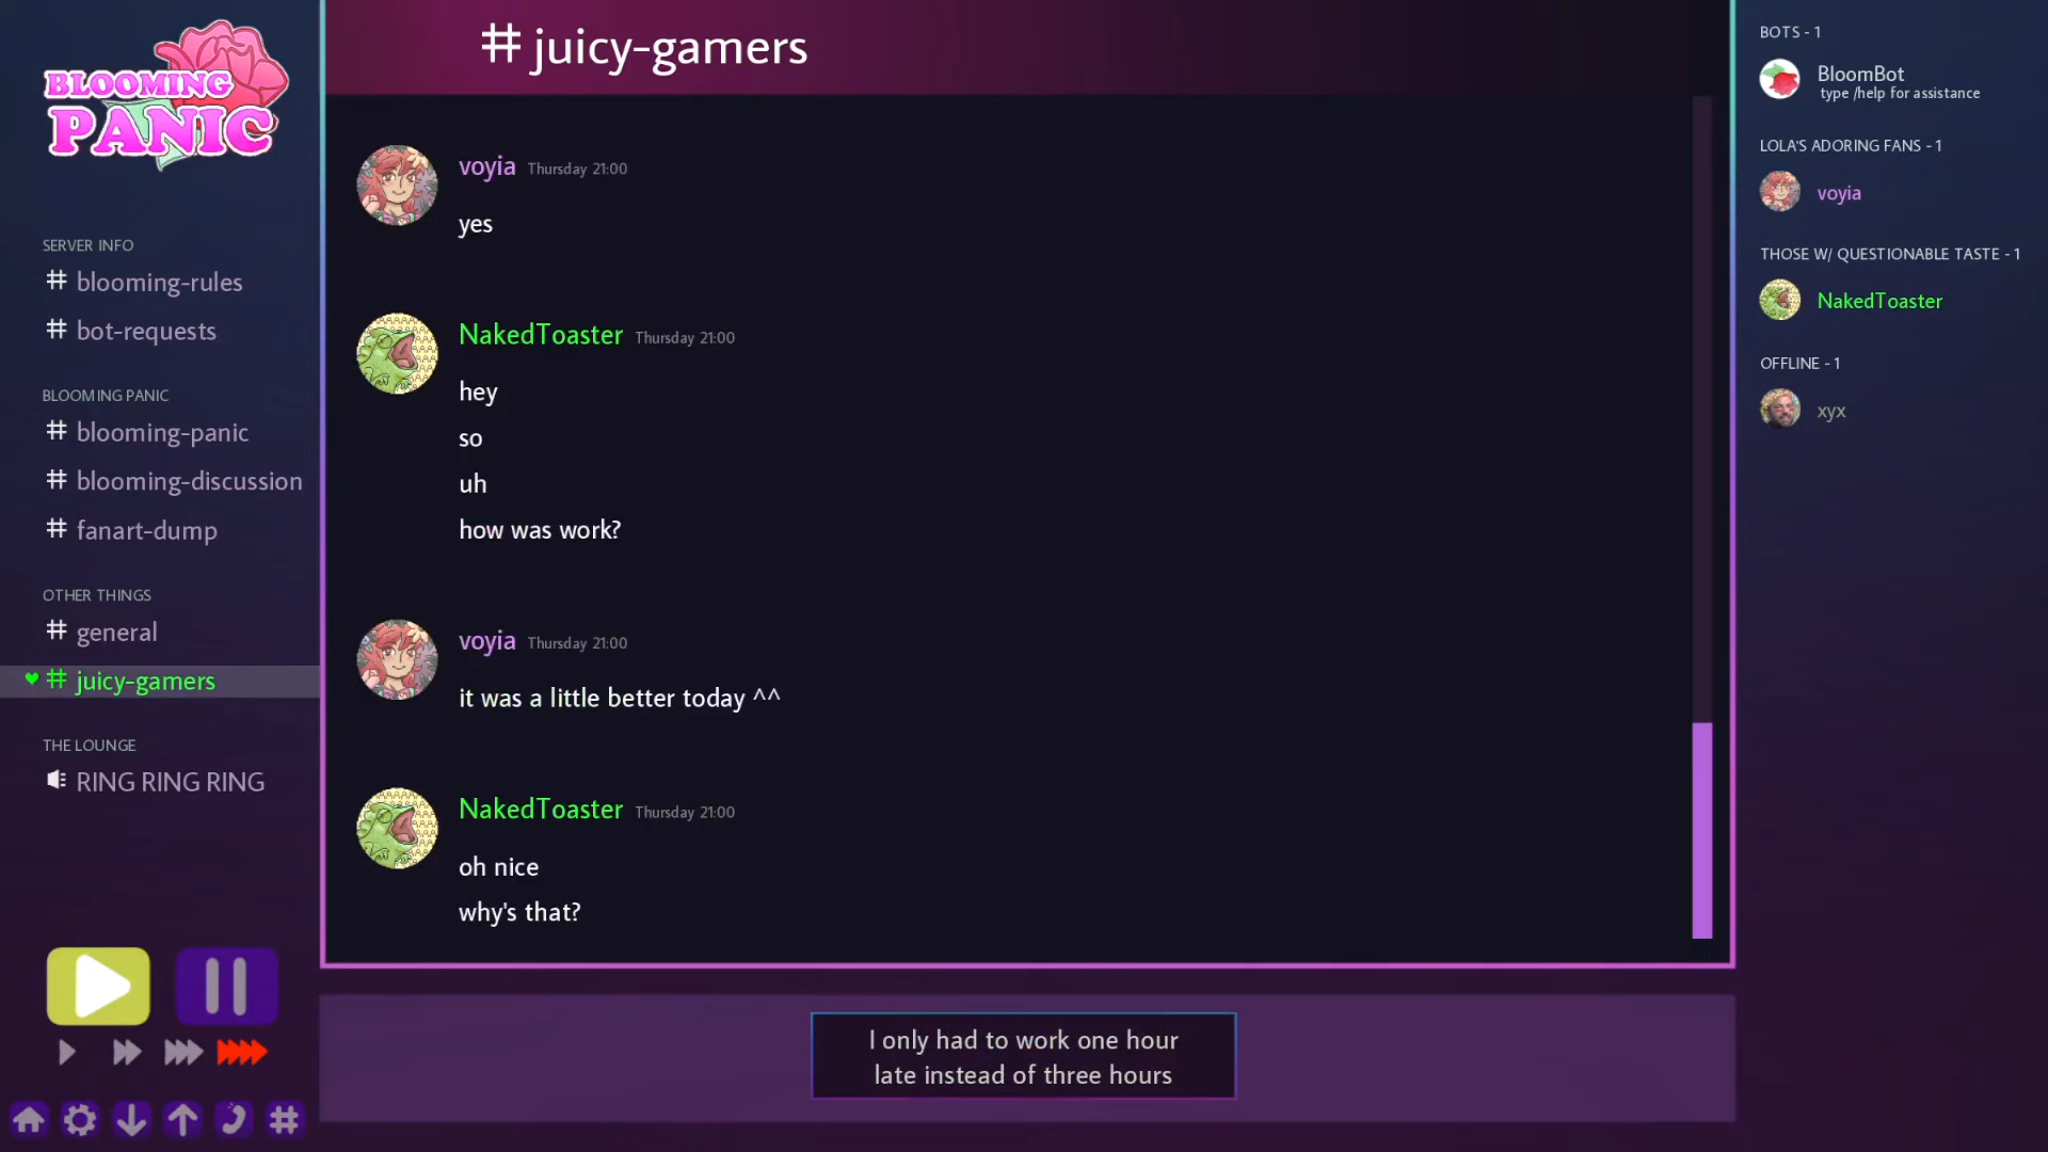 BLOOMING
PANIC
SERVER INFO
# blooming-rules
# bot-requests
BLOOMING PANIC
# blooming-panic
# blooming-discussion
# fanart-dump
OTHER THINGS
# general
# juicy-gamers
THE LOUNGE
RING RING RING
# juicy-gamers
voyia Thursday 21:00
yes
NakedToaster Thursday 21:00
hey
so
uh
how was work?
voyia Thursday 21:00
it was a little better today ^^
NakedToaster Thursday 21:00
oh nice
why's that?
I only had to work one hour
late instead of three hours
BOTS - 1
BloomBot
type /help for assistance
LOLA'S ADORING FANS - 1
voyia
THOSE W/ QUESTIONABLE TASTE - 1
NakedToaster
OFFLINE - 1
xyx